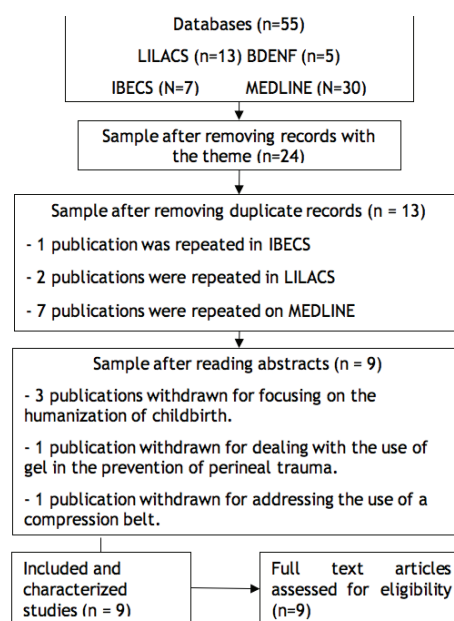 Databases (n=55)
LILACS (n=13) BDENF (n=5)
IBECS (N=7) MEDLINE (N=30)
Sample after removing records with
the theme (n=24)
Sample after removing duplicate records (n = 13)
- 1 publication was repeated in IBECS
- 2 publications were repeated in LILACS
- 7 publications were repeated on MEDLINE
Sample after reading abstracts (n = 9)
- 3 publications withdrawn for focusing on the
humanization of childbirth.
- 1 publication withdrawn for dealing with the use of
gel in the prevention of perineal trauma.
- 1 publication withdrawn for addressing the use of a
compression belt.
Included and
characterized
studies (n = 9)
Full text articles
assessed for eligibility
(n=9)